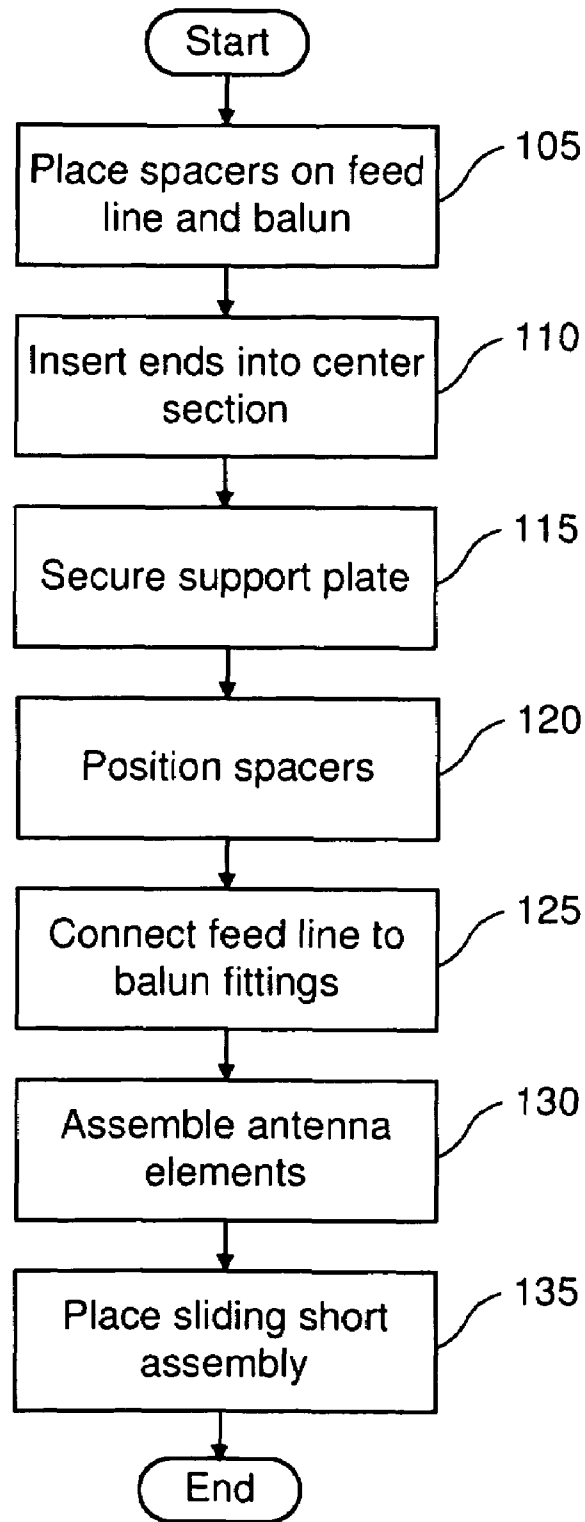 Start
Place spacers on feed
line and balun
105
Insert ends into center
section
110
Secure support plate
115
Position spacers
120
Connect feed line to
balun fittings
125
Assemble antenna
elements
130
Place sliding short
assembly
135
End